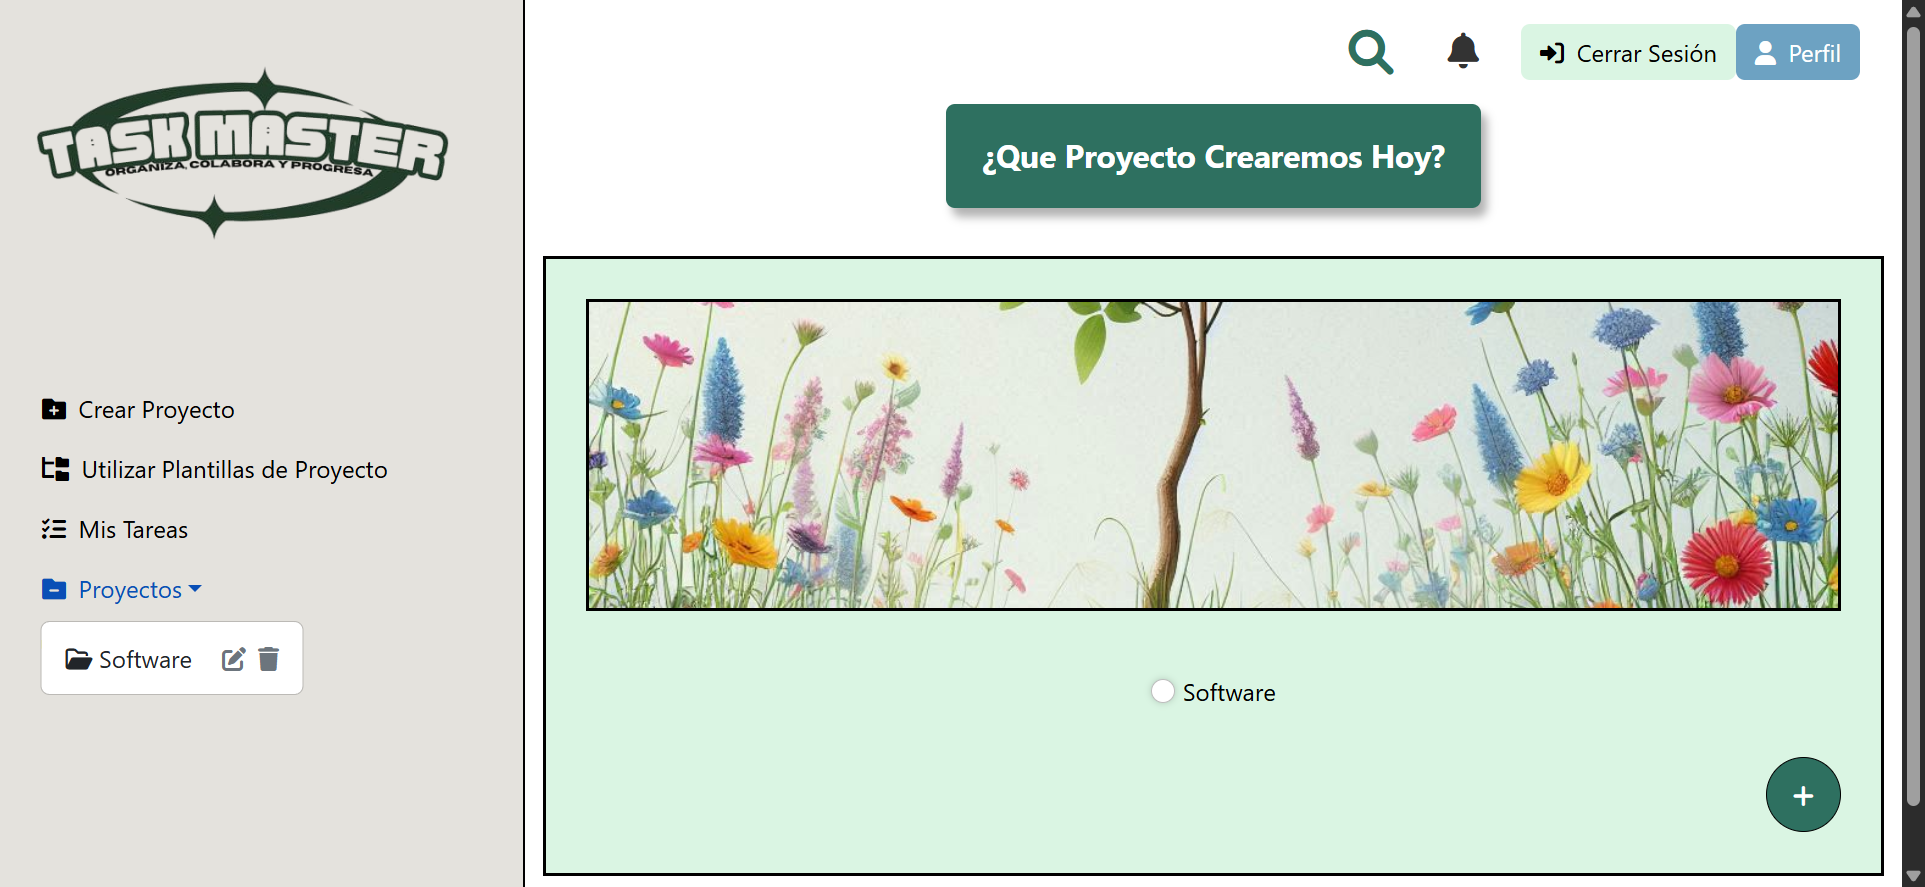 TASK MASTER
ORGANIZA, COLABORA Y PROGRESA
Crear Proyecto
Utilizar Plantillas de Proyecto
Mis Tareas
Proyectos
Software
Cerrar Sesión
Perfil
¿Que Proyecto Crearemos Hoy?
Software